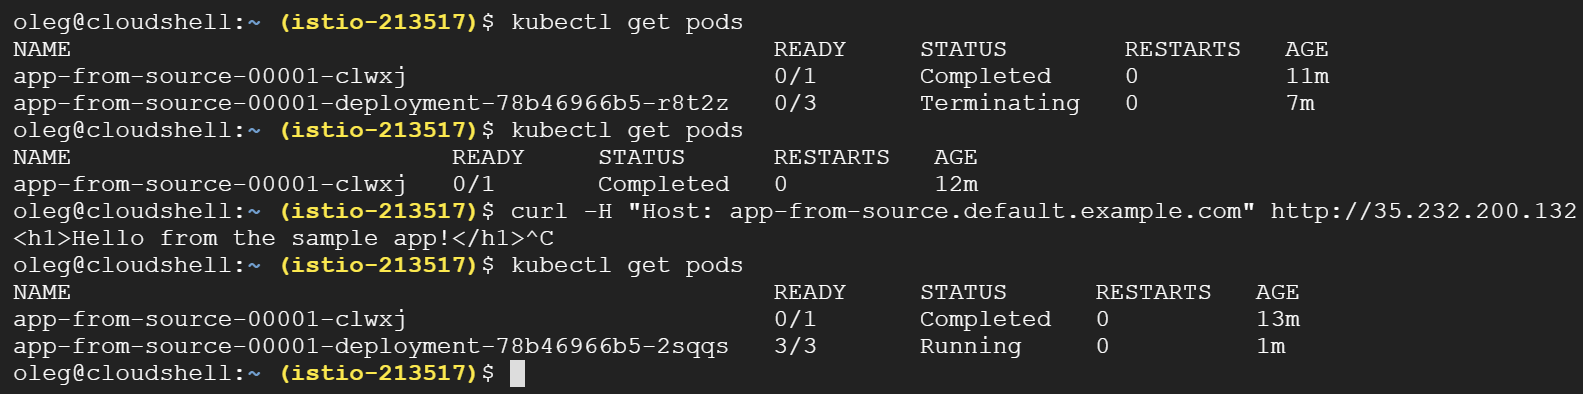 oleg@cloudshell:~ (istio-213517)$ kubectl get pods
NAME READY STATUS RESTARTS AGE
app-from-source-00001-clwxj 0/1 Completed 0 11m
app-from-source-00001-deployment-78b46966b5-r8t2z 0/3 Terminating 0 7m
oleg@cloudshell:~ (istio-213517)$ kubectl get pods
NAME READY STATUS RESTARTS AGE
app-from-source-00001-clwxj 0/1 Completed 0 12m
oleg@cloudshell:~ (istio-213517)$ curl -H "Host: app-from-source.default.example.com" http://35.232.200.132
<h1>Hello from the sample app!</h1>^C
oleg@cloudshell:~ (istio-213517)$ kubectl get pods
NAME READY STATUS RESTARTS AGE
app-from-source-00001-clwxj 0/1 Completed 0 13m
app-from-source-00001-deployment-78b46966b5-2sqqs 3/3 Running 0 1m
oleg@cloudshell:~ (istio-213517)$